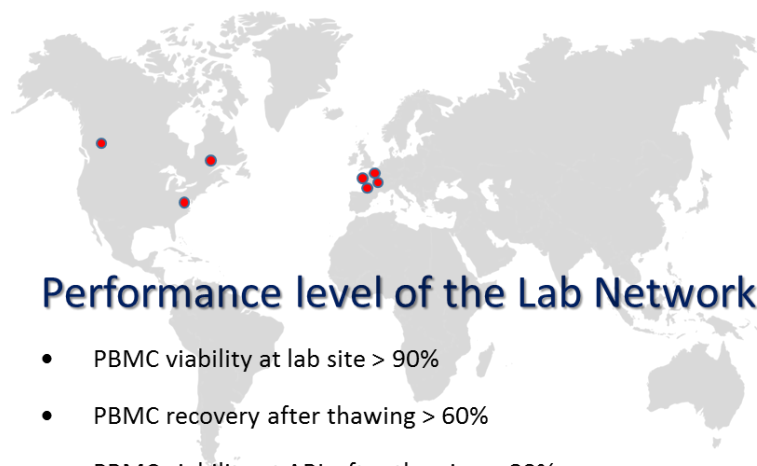 Performance level of the Lab Network
• PBMC viability at lab site > 90%
• PBMC recovery after thawing > 60%